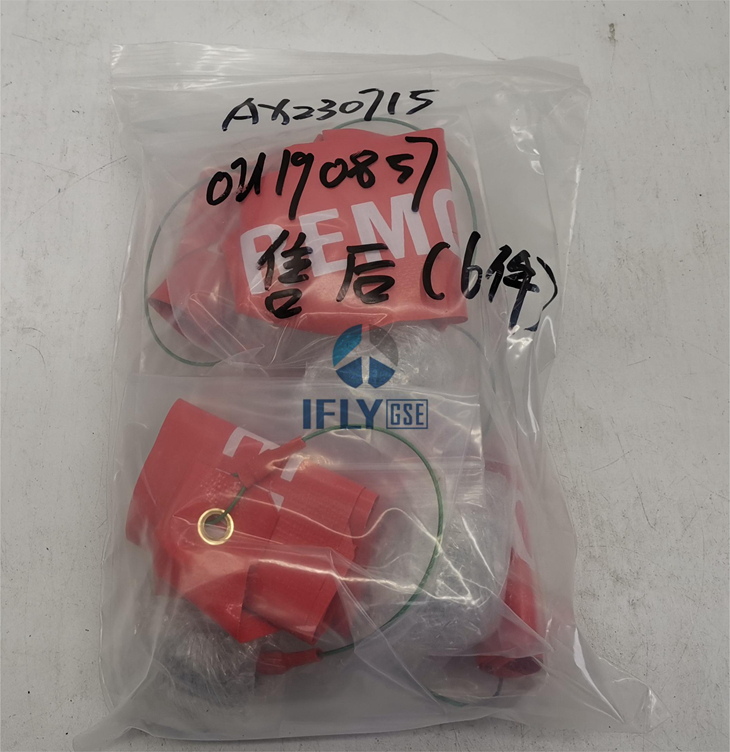 AX230715
02190857
REMO
售后(6件)
IFLY GSE